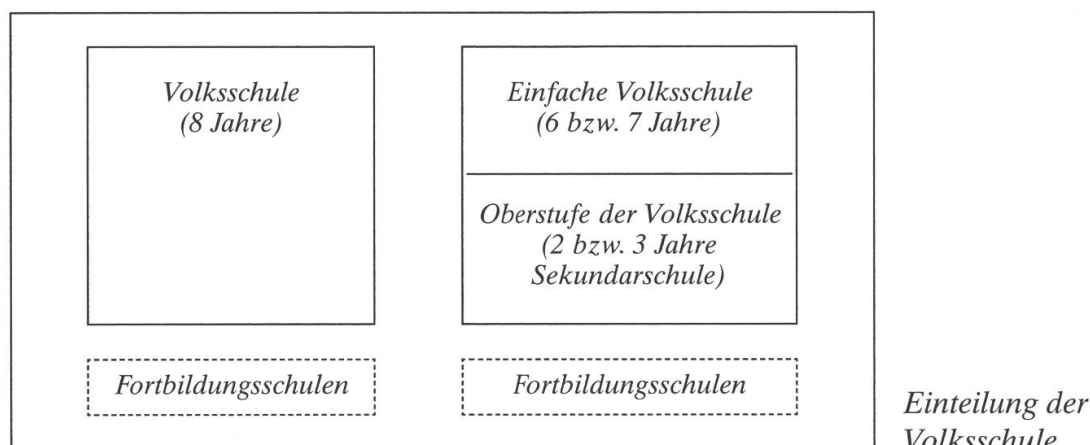 Volksschule
(8 Jahre)
Einfache Volksschule
(6 bzw. 7 Jahre)
Oberstufe der Volksschule
(2 bzw. 3 Jahre
Sekundarschule)
Fortbildungsschulen
Fortbildungsschulen
Einteilung der
Volksschule